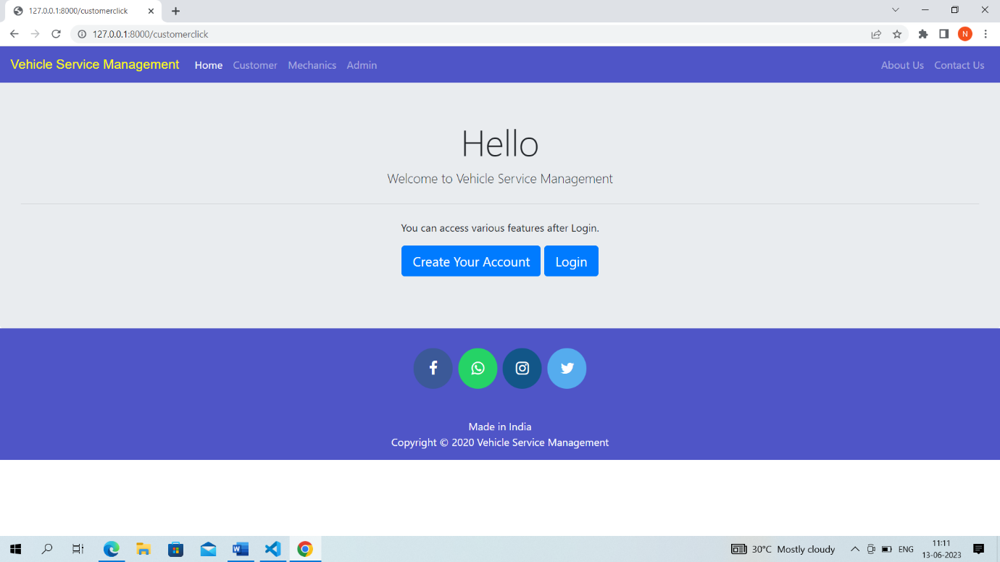 127.0.0.1:8000/customerclick
127.0.0.1:8000/customerclick
N
Vehicle Service Management Home Customer Mechanics Admin About Us Contact Us
Hello
Welcome to Vehicle Service Management
You can access various features after Login.
Create Your Account Login
Made in India
Copyright © 2020 Vehicle Service Management
30°C Mostly cloudy ENG 11:11
13-06-2023